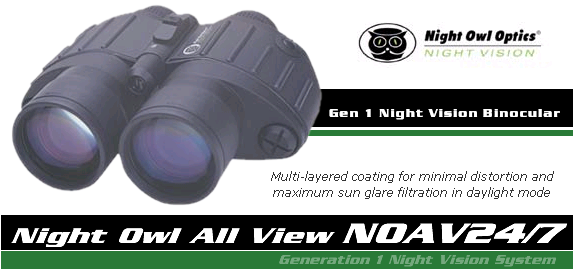 Night Owl Optics®
NIGHT VISION
Gen 1 Night Vision Binocular
Multi-layered coating for minimal distortion and
maximum sun glare filtration in daylight mode
Night Owl All View NOAV24/7
Generation 1 Night Vision System